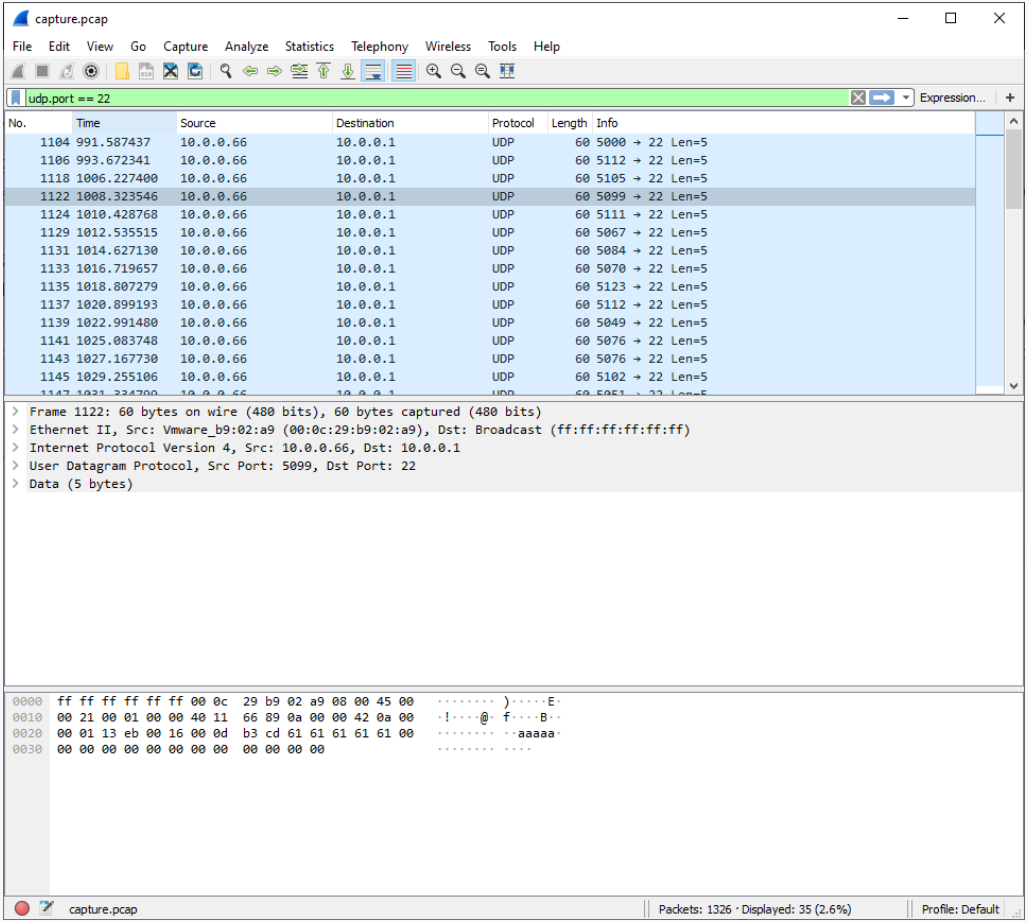 capture.pcap
File Edit View Go Capture Analyze Statistics Telephony Wireless Tools Help
udp.port == 22 Expression... +
No. Time Source Destination Protocol Length Info
1104 991.587437 10.0.0.66 10.0.0.1 UDP 60 5000 → 22 Len=5
1106 993.672341 10.0.0.66 10.0.0.1 UDP 60 5112 → 22 Len=5
1118 1006.227400 10.0.0.66 10.0.0.1 UDP 60 5105 → 22 Len=5
1122 1008.323546 10.0.0.66 10.0.0.1 UDP 60 5099 → 22 Len=5
1124 1010.428768 10.0.0.66 10.0.0.1 UDP 60 5111 → 22 Len=5
1129 1012.535515 10.0.0.66 10.0.0.1 UDP 60 5067 → 22 Len=5
1131 1014.627130 10.0.0.66 10.0.0.1 UDP 60 5084 → 22 Len=5
1133 1016.719657 10.0.0.66 10.0.0.1 UDP 60 5070 → 22 Len=5
1135 1018.807279 10.0.0.66 10.0.0.1 UDP 60 5123 → 22 Len=5
1137 1020.899193 10.0.0.66 10.0.0.1 UDP 60 5112 → 22 Len=5
1139 1022.991480 10.0.0.66 10.0.0.1 UDP 60 5049 → 22 Len=5
1141 1025.083748 10.0.0.66 10.0.0.1 UDP 60 5076 → 22 Len=5
1143 1027.167730 10.0.0.66 10.0.0.1 UDP 60 5076 → 22 Len=5
1145 1029.255106 10.0.0.66 10.0.0.1 UDP 60 5102 → 22 Len=5
1147 1031.334799 10.0.0.66 10.0.0.1 UDP 60 5051 → 22 Len=5
> Frame 1122: 60 bytes on wire (480 bits), 60 bytes captured (480 bits)
> Ethernet II, Src: Vmware_b9:02:a9 (00:0c:29:b9:02:a9), Dst: Broadcast (ff:ff:ff:ff:ff:ff)
> Internet Protocol Version 4, Src: 10.0.0.66, Dst: 10.0.0.1
> User Datagram Protocol, Src Port: 5099, Dst Port: 22
> Data (5 bytes)
0000 ff ff ff ff ff ff 00 0c 29 b9 02 a9 08 00 45 00 ········ )·····E·
0010 00 21 00 01 00 00 40 11 66 89 0a 00 00 42 0a 00 ·!····@· f····B··
0020 00 01 13 eb 00 16 00 0d b3 cd 61 61 61 61 61 00 ········ ··aaaaa·
0030 00 00 00 00 00 00 00 00 00 00 00 00 ········ ····
capture.pcap Packets: 1326 · Displayed: 35 (2.6%) Profile: Default